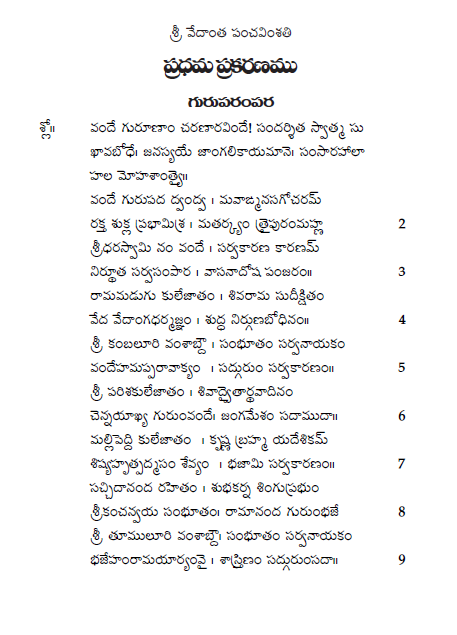 శ్రీ వేదాంత పంచవింశతి
ప్రథమ ప్రకరణము
గురుపరంపర
శ్లో॥ వందే గురూణాం చరణారవిందే! సందర్శిత స్వాత్మ సు
ఖావబోధే। జనస్యయే జాంగలికాయమానె। సంసారహాలా
హల మోహశాంత్యై॥
వందే గురుపద ద్వంద్వ । మవాఙ్మనసగోచరమ్
రక్త శుక్ల ప్రభామిశ్ర । మతర్క్యం త్రైపురంమహ్ణ 2
శ్రీధరస్వామి నం వందే । సర్వకారణ కారణమ్
నిర్థూత సర్వసంపార । వాసనాదోష పంజరం॥ 3
రామమడుగు కులేజాతం । శివరామ సుదీక్షితం
వేద వేదాంగధర్మజ్ఞం । శుద్ధ నిర్గుణబోధినం॥ 4
శ్రీ కంబలూరి వంశాబ్దౌ । సంభూతం సర్వనాయకం
వందేహమప్పరావాక్యం । సద్గురుం సర్వకారణం॥ 5
శ్రీ పరిశకులేజాతం । శివాద్వైతార్థవాదినం
చెన్నయాఖ్య గురుంవందే। జంగమేశం సదాముదా॥ 6
మల్లిపెద్ది కులేజాతం । కృష్ణ బ్రహ్మ యదేశికమ్
శిష్యహృత్పద్మసం శేవ్యం । భజామి సర్వకారణం॥ 7
సచ్చిదానంద రహితం । శుభకర్న శింగుప్రభుం
శ్రీకంచన్వయ సంభూతం। రామానంద గురుంభజే 8
శ్రీ తూములూరి వంశాబ్దౌ। సంభూతం సర్వనాయకం
భజేహంరామయార్యంవై । శాస్త్రిణం సద్గురుంసదా॥ 9